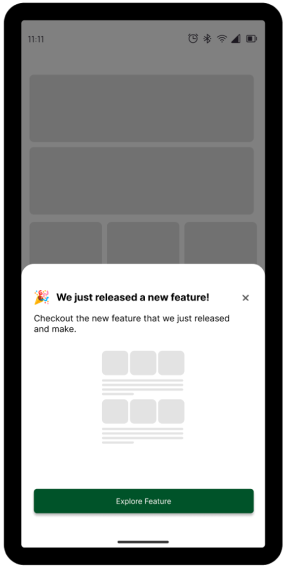 11:11
We just released a new feature!
Checkout the new feature that we just released
and make.
Explore Feature